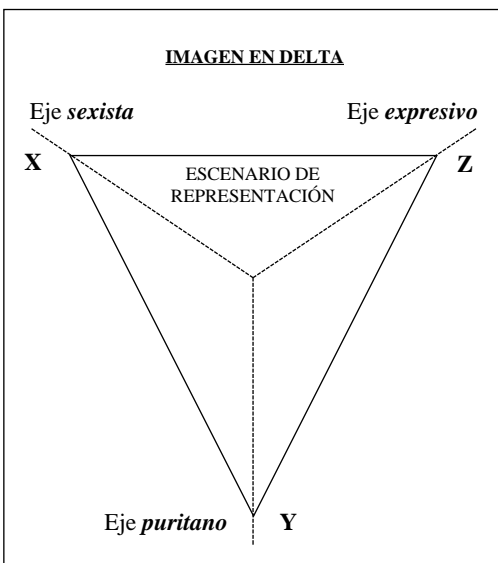 IMAGEN EN DELTA
Eje sexista
Eje expresivo
X
Z
ESCENARIO DE
REPRESENTACIÓN
Eje puritano
Y